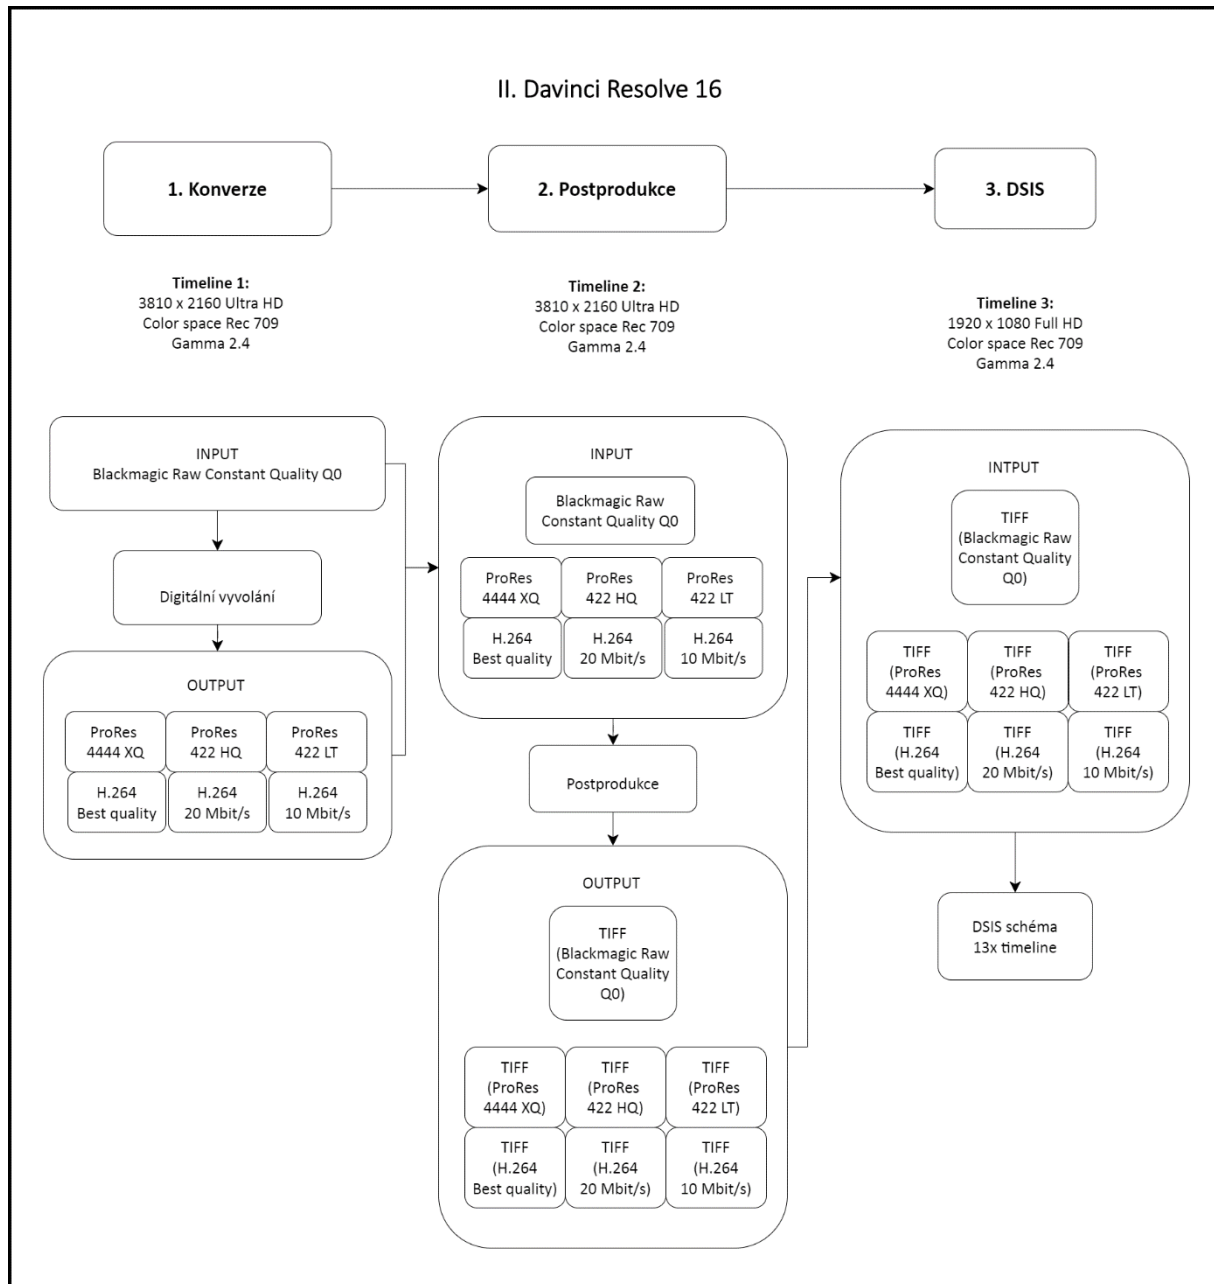 II. Davinci Resolve 16
1. Konverze
2. Postprodukce
3. DSIS
Timeline 1:
3810 x 2160 Ultra HD
Color space Rec 709
Gamma 2.4
Timeline 2:
3810 x 2160 Ultra HD
Color space Rec 709
Gamma 2.4
Timeline 3:
1920 x 1080 Full HD
Color space Rec 709
Gamma 2.4
INPUT
Blackmagic Raw Constant Quality Q0
Digitální vyvolání
OUTPUT
ProRes
4444 XQ
ProRes
422 HQ
ProRes
422 LT
H.264
Best quality
H.264
20 Mbit/s
H.264
10 Mbit/s
INPUT
Blackmagic Raw
Constant Quality Q0
ProRes
4444 XQ
ProRes
422 HQ
ProRes
422 LT
H.264
Best quality
H.264
20 Mbit/s
H.264
10 Mbit/s
Postprodukce
OUTPUT
TIFF
(Blackmagic Raw
Constant Quality
Q0)
TIFF
(ProRes
4444 XQ)
TIFF
(ProRes
422 HQ)
TIFF
(ProRes
422 LT)
TIFF
(H.264
Best quality)
TIFF
(H.264
20 Mbit/s)
TIFF
(H.264
10 Mbit/s)
INTPUT
TIFF
(Blackmagic Raw
Constant Quality
Q0)
TIFF
(ProRes
4444 XQ)
TIFF
(ProRes
422 HQ)
TIFF
(ProRes
422 LT)
TIFF
(H.264
Best quality)
TIFF
(H.264
20 Mbit/s)
TIFF
(H.264
10 Mbit/s)
DSIS schéma
13x timeline